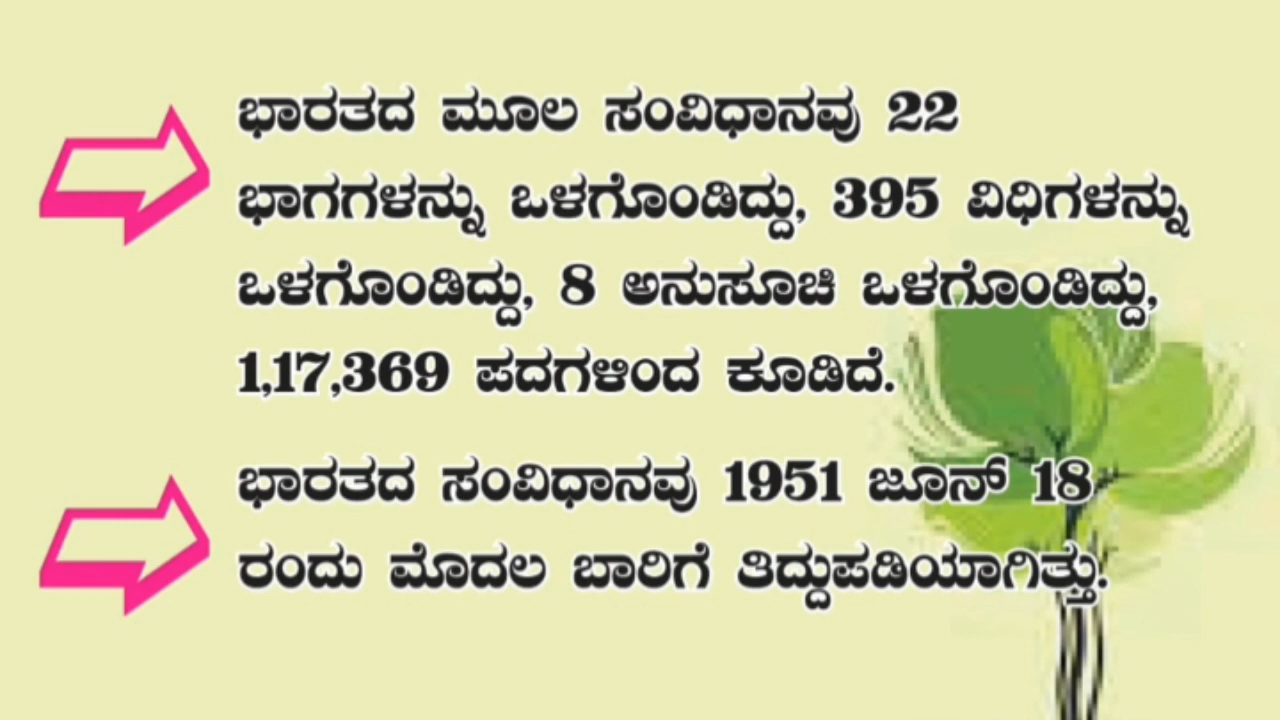 ಭಾರತದ ಮೂಲ ಸಂವಿಧಾನವು 22
ಭಾಗಗಳನ್ನು ಒಳಗೊಂಡಿದ್ದು, 395 ವಿಧಿಗಳನ್ನು
ಒಳಗೊಂಡಿದ್ದು, 8 ಅನುಸೂಚಿ ಒಳಗೊಂಡಿದ್ದು,
1,17,369 ಪದಗಳಿಂದ ಕೂಡಿದೆ.
ಭಾರತದ ಸಂವಿಧಾನವು 1951 ಜೂನ್ 18
ರಂದು ಮೊದಲ ಬಾರಿಗೆ ತಿದ್ದುಪಡಿಯಾಗಿತ್ತು.